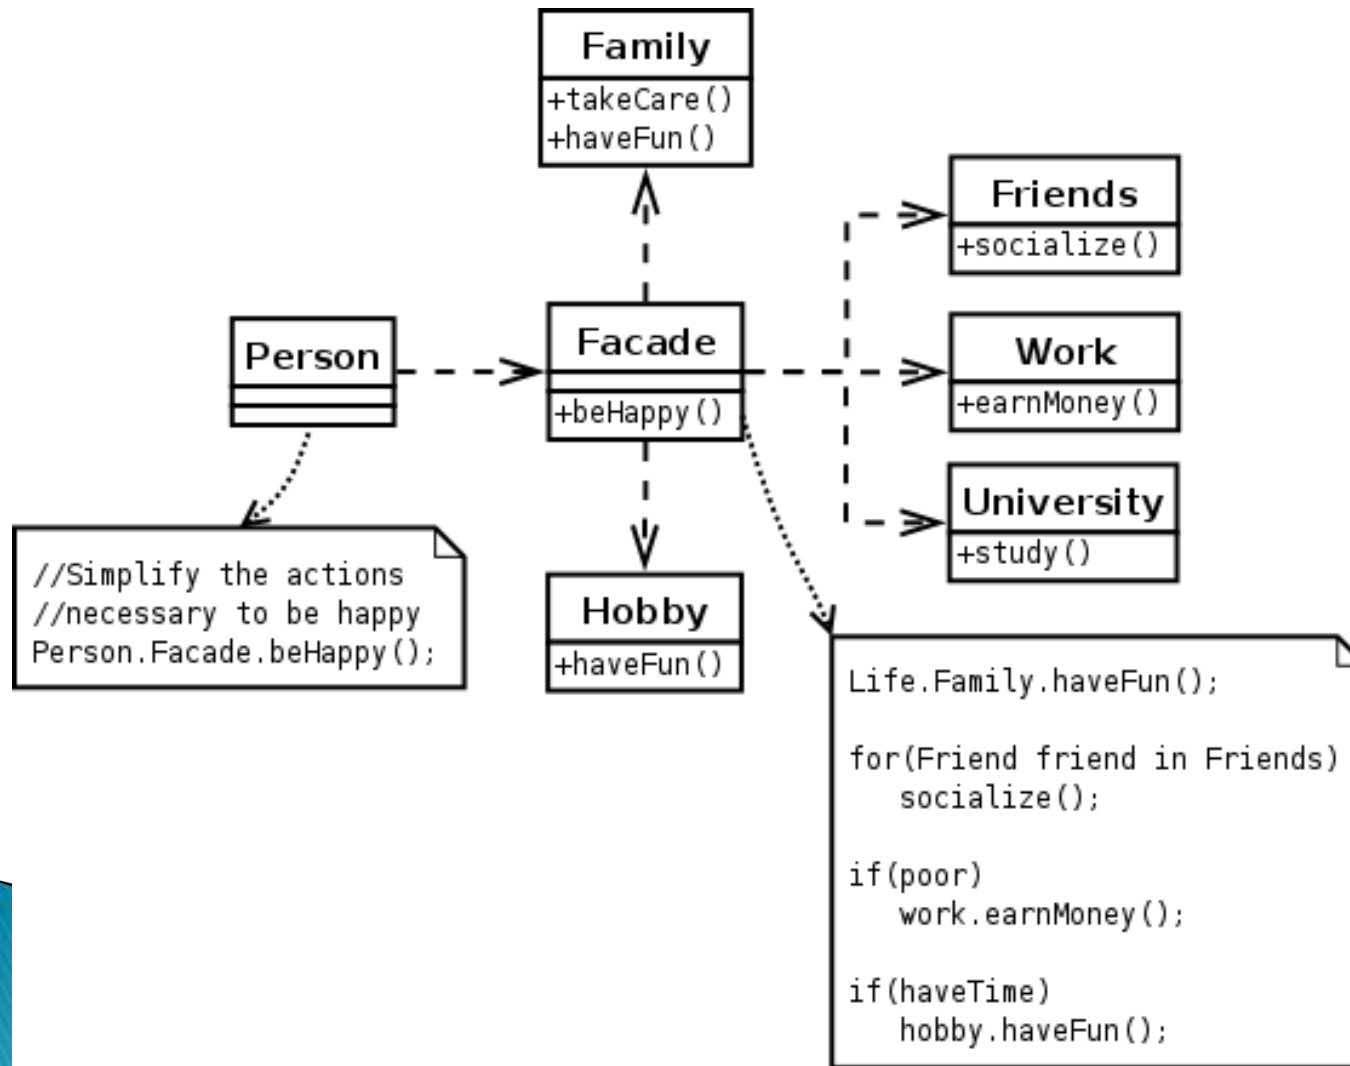 Family
+takeCare()
+haveFun()
Friends
+socialize()
Person
Facade
+beHappy()
Work
+earnMoney()
University
+study()
//Simplify the actions
//necessary to be happy
Person.Facade.beHappy();
Hobby
+haveFun()
Life.Family.haveFun();
for(Friend friend in Friends)
socialize();
if(poor)
work.earnMoney();
if(haveTime)
hobby.haveFun();